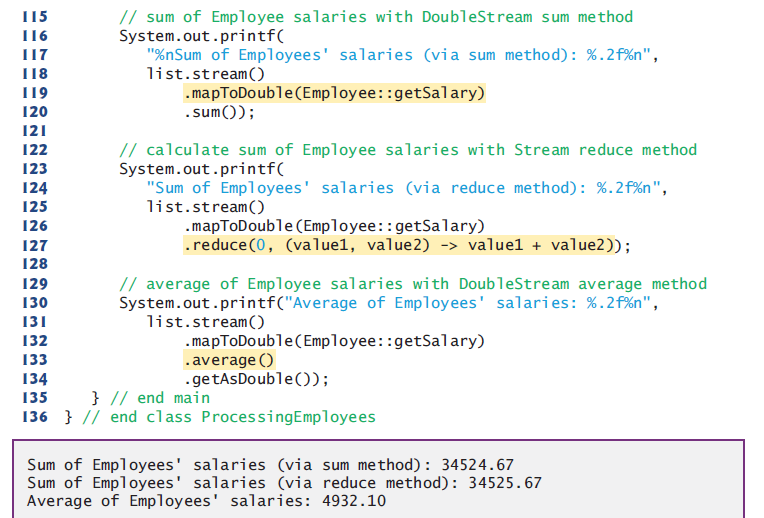 115 // sum of Employee salaries with DoubleStream sum method
116 System.out.printf(
117 "%nSum of Employees' salaries (via sum method): %.2f%n",
118 list.stream()
119 .mapToDouble(Employee::getSalary)
120 .sum());
121
122 // calculate sum of Employee salaries with Stream reduce method
123 System.out.printf(
124 "Sum of Employees' salaries (via reduce method): %.2f%n",
125 list.stream()
126 .mapToDouble(Employee::getSalary)
127 .reduce(0, (value1, value2) -> value1 + value2));
128
129 // average of Employee salaries with DoubleStream average method
130 System.out.printf("Average of Employees' salaries: %.2f%n",
131 list.stream()
132 .mapToDouble(Employee::getSalary)
133 .average()
134 .getAsDouble());
135 } // end main
136 } // end class ProcessingEmployees
Sum of Employees' salaries (via sum method): 34524.67
Sum of Employees' salaries (via reduce method): 34525.67
Average of Employees' salaries: 4932.10